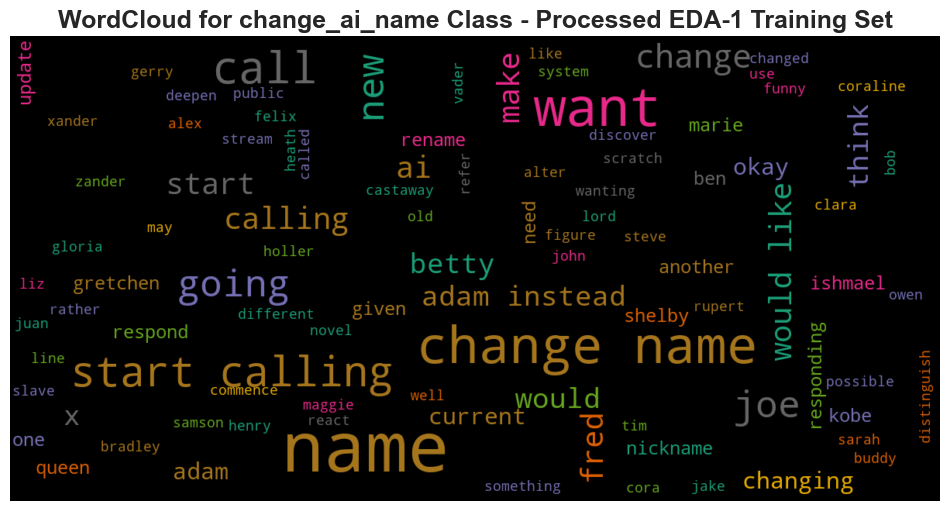 WordCloud for change_ai_name Class - Processed EDA-1 Training Set
update
gerry
deepen
public
call
new
vader
make
like
system
want
change
changed
use
funny
coraline
xander
alex
felix
stream
heath
called
rename
refer
discover
marie
think
bob
zander
start
ai
castaway
scratch
alter
wanting
ben
okay
clara
may
calling
old
need
lord
figure
steve
would like
gloria
holler
john
betty
another
ishmael
owen
liz
gretchen
going
given
adam instead
shelby
rupert
rather
different
juan
respond
novel
change name
responding
line
start calling
possible
slave
commence
maggie
well
would
joe
kobe
distinguish
x
samson
henry
react
current
fred
tim
nickname
sarah
one
bradley
name
buddy
queen
adam
something
cora
jake
changing